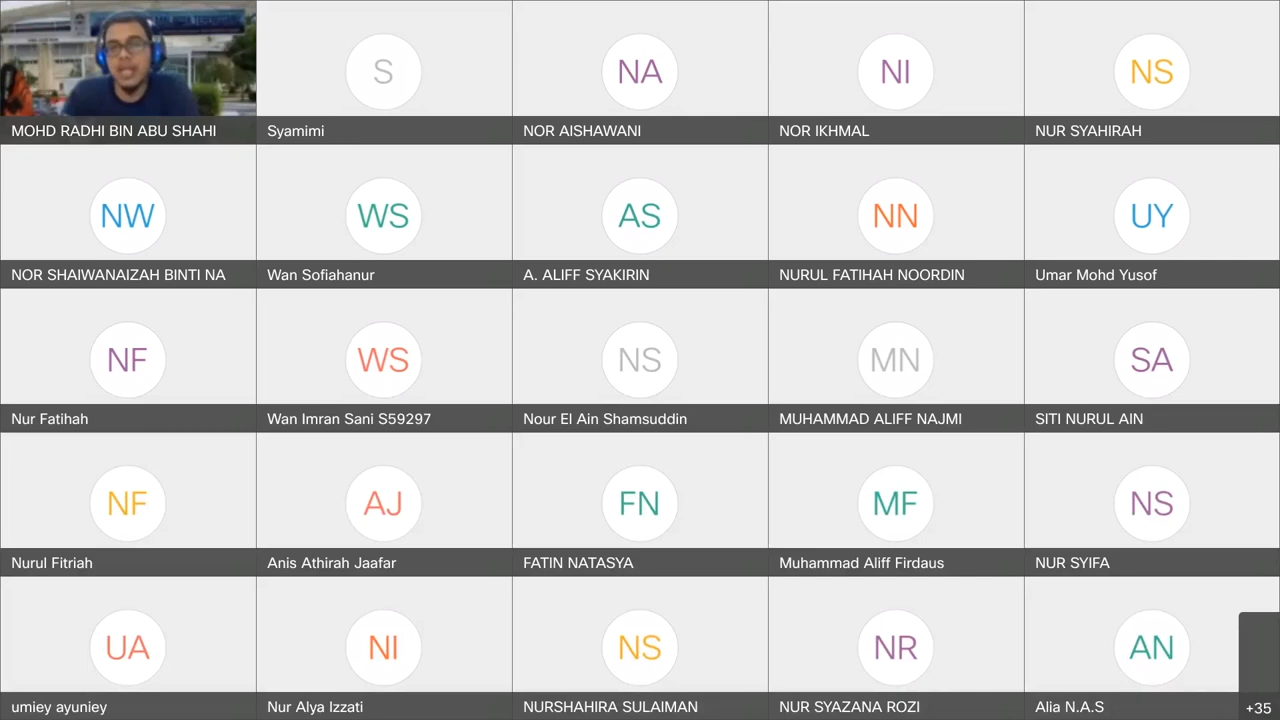 MOHD RADHI BIN ABU SHAHI
S
Syamimi
NA
NOR AISHAWANI
NI
NOR IKHMAL
NS
NUR SYAHIRAH
NW
NOR SHAIWANAIZAH BINTI NA
WS
Wan Sofiahanur
AS
A. ALIFF SYAKIRIN
NN
NURUL FATIHAH NOORDIN
UY
Umar Mohd Yusof
NF
Nur Fatihah
WS
Wan Imran Sani S59297
NS
Nour El Ain Shamsuddin
MN
MUHAMMAD ALIFF NAJMI
SA
SITI NURUL AIN
NF
Nurul Fitriah
AJ
Anis Athirah Jaafar
FN
FATIN NATASYA
MF
Muhammad Aliff Firdaus
NS
NUR SYIFA
UA
umiey ayuniey
NI
Nur Alya Izzati
NS
NURSHAHIRA SULAIMAN
NR
NUR SYAZANA ROZI
AN
Alia N.A.S
+35